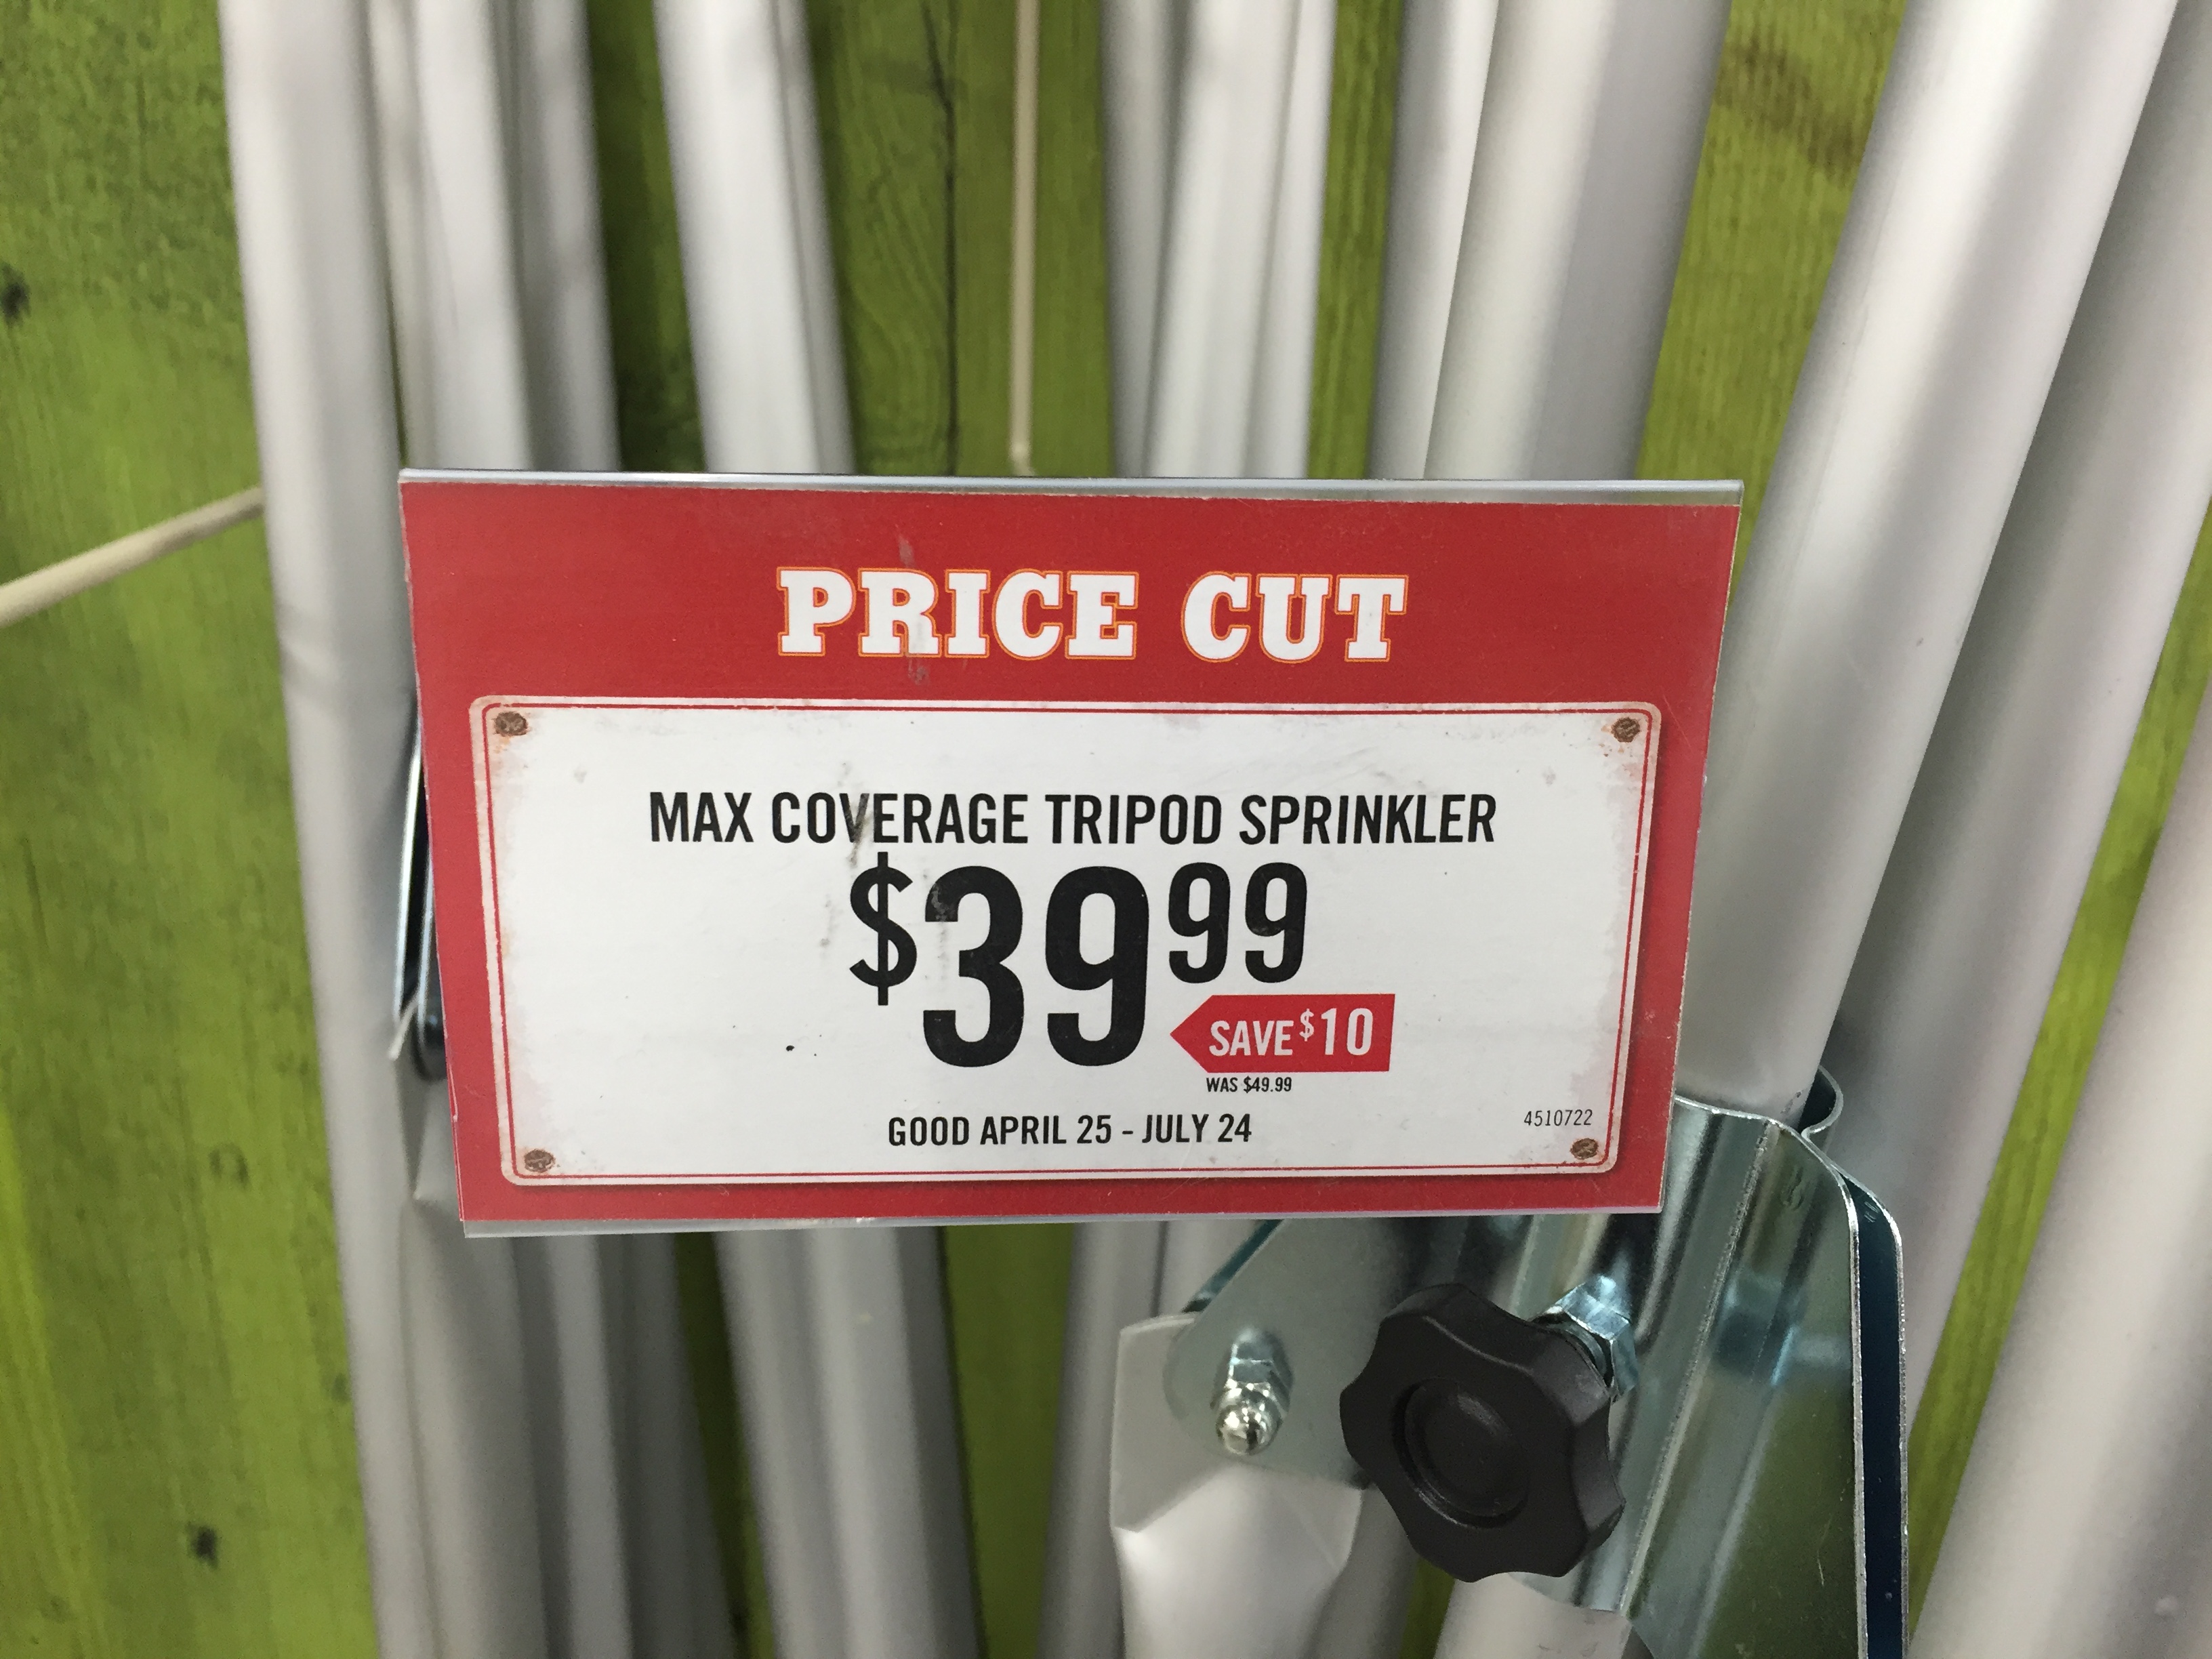 PRICE CUT
MAX COVERAGE TRIPOD SPRINKLER
$39 99
SAVE $10
WAS $49.99
GOOD APRIL 25 - JULY 24
4510722